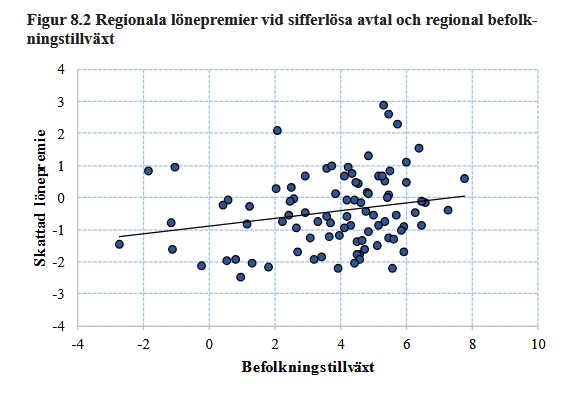 Figur 8.2 Regionala lönepremier vid sifferlösa avtal och regional befolk-
ningstillväxt
4
3
2
1
0
-1
-2
-3
-4
Skattad lönepremie
-4 -2 0 2 4 6 8 10
Befolkningstillväxt